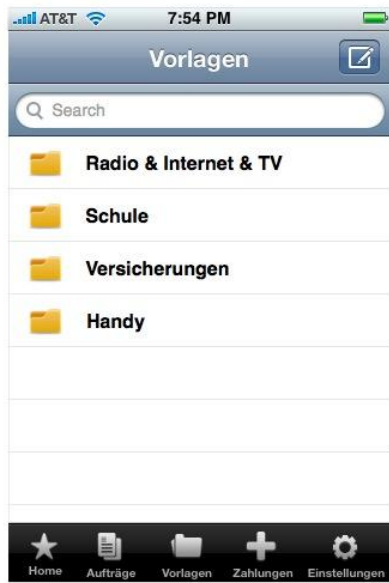 AT&T 7:54 PM
Vorlagen
Search
Radio & Internet & TV
Schule
Versicherungen
Handy
Home Aufträge Vorlagen Zahlungen Einstellungen